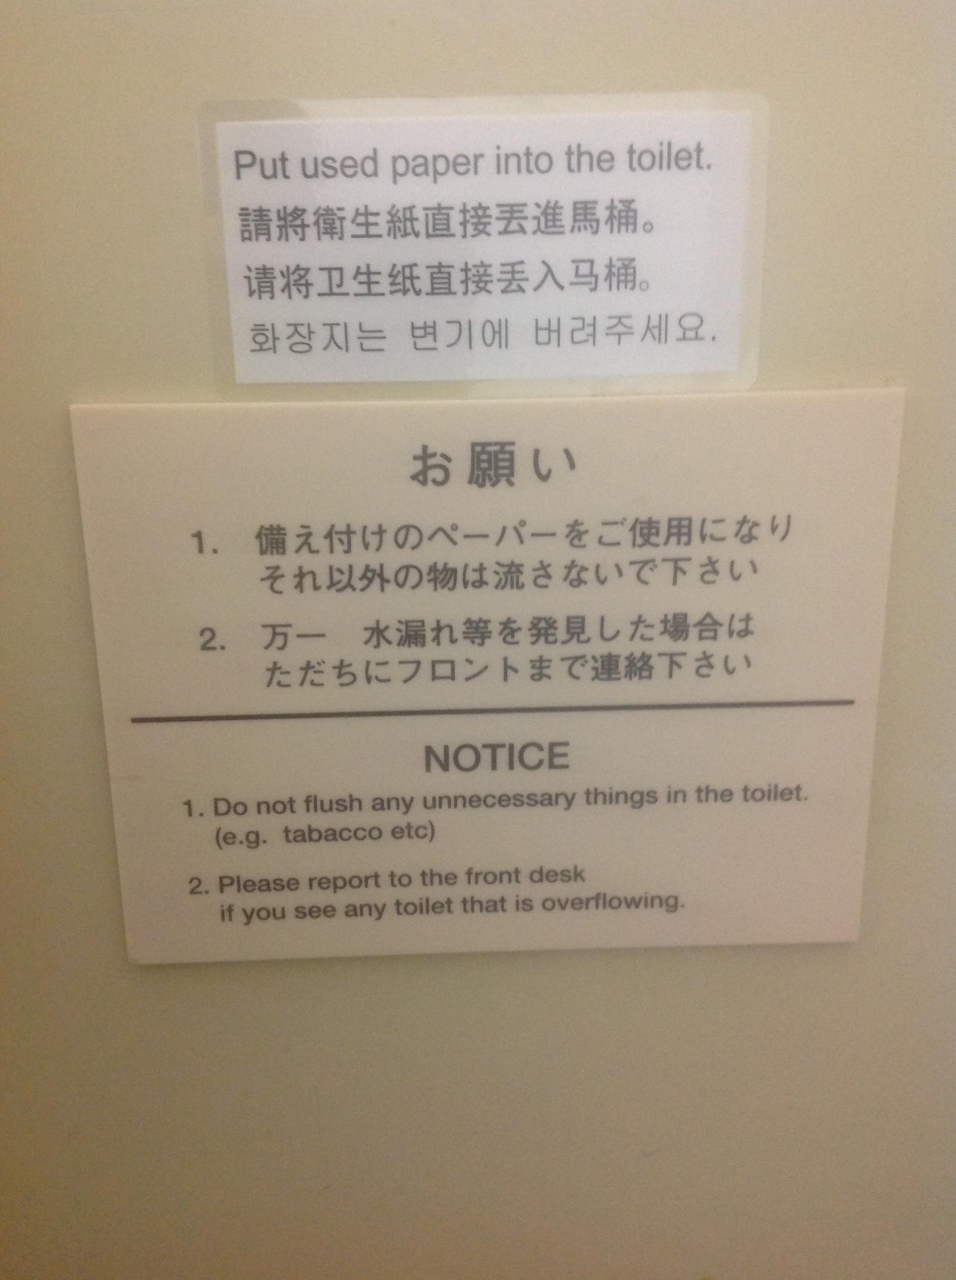 Put used paper into the toilet.
請將衛生紙直接丟進馬桶。
请将卫生纸直接丢入马桶。
화장지는 변기에 버려주세요.
お願い
1. 備え付けのペーパーをご使用になり
それ以外の物は流さないで下さい
2. 万一 水漏れ等を発見した場合は
ただちにフロントまで連絡下さい
NOTICE
1. Do not flush any unnecessary things in the toilet.
(e.g. tabacco etc)
2. Please report to the front desk
if you see any toilet that is overflowing.